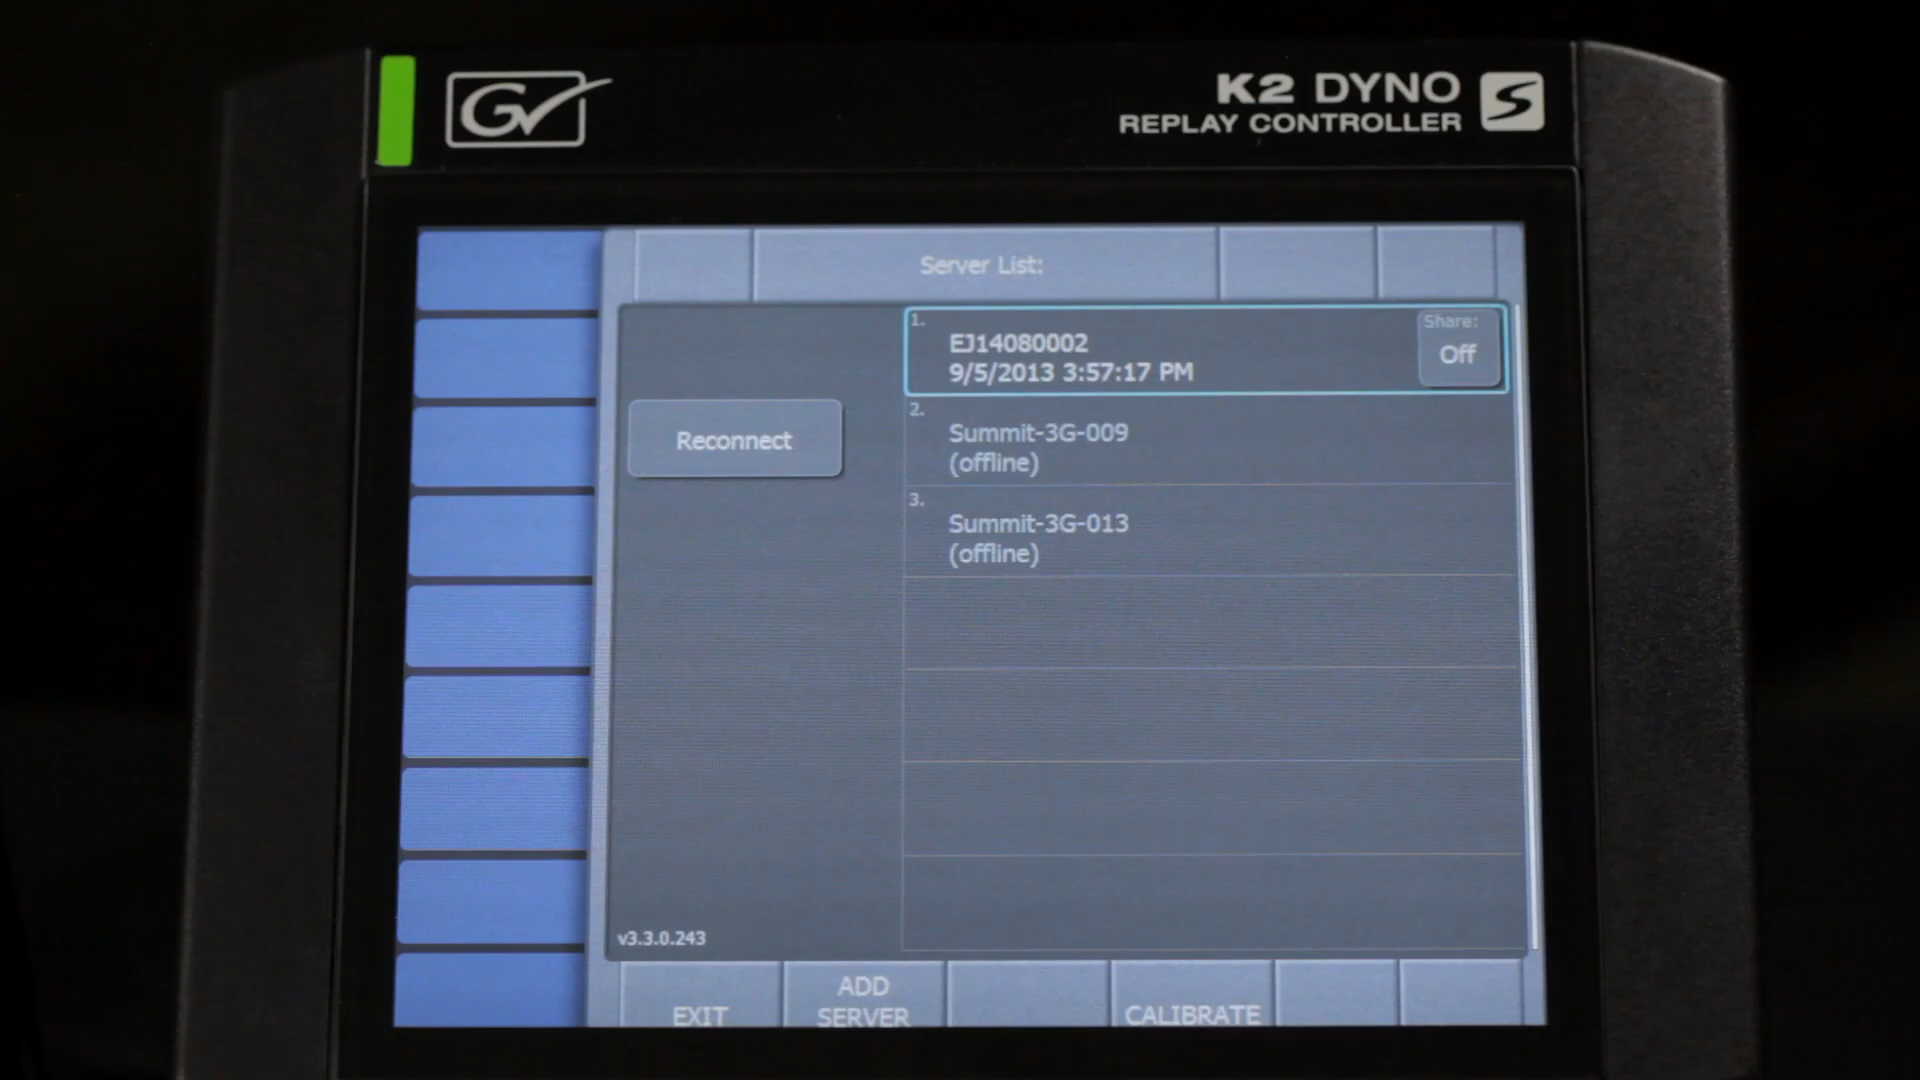 GV
K2 DYNO S
REPLAY CONTROLLER
Server List:
1.
EJ14080002
9/5/2013 3:57:17 PM
Share:
Off
2.
Summit-3G-009
(offline)
Reconnect
3.
Summit-3G-013
(offline)
v3.3.0.243
EXIT
ADD
SERVER
CALIBRATE